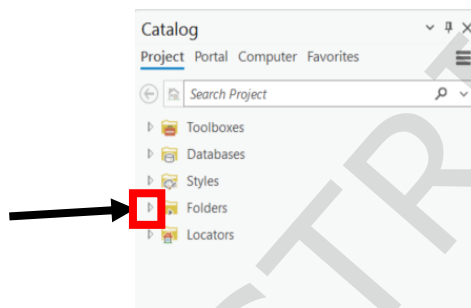 Catalog
Project Portal Computer Favorites
Search Project
Toolboxes
Databases
Styles
Folders
Locators